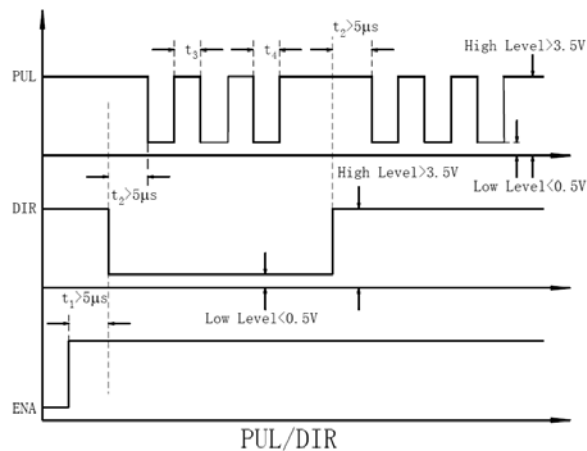 t₂>5μs
High Level>3.5V
t₃
t₄
PUL
High Level>3.5V
Low Level<0.5V
t₂>5μs
DIR
t₁>5μs
Low Level<0.5V
ENA
PUL/DIR